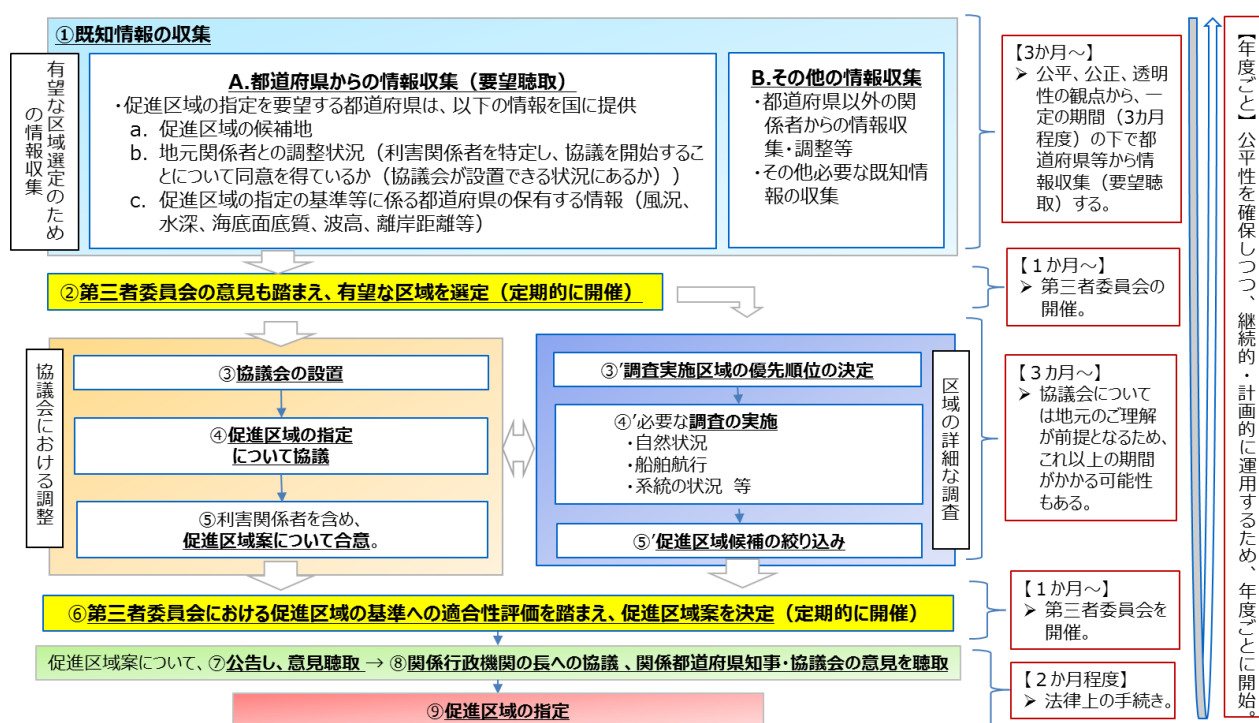 ①既知情報の収集
有望な区域選定のため
の情報収集
A.都道府県からの情報収集（要望聴取）
・促進区域の指定を要望する都道府県は、以下の情報を国に提供
a. 促進区域の候補地
b. 地元関係者との調整状況（利害関係者を特定し、協議を開始するこ
とについて同意を得ているか（協議会が設置できる状況にあるか））
c. 促進区域の指定の基準等に係る都道府県の保有する情報（風況、
水深、海底面底質、波高、離岸距離等）
B.その他の情報収集
・都道府県以外の関
係者からの情報収
集・調整等
・その他必要な既知情
報の収集
【3か月～】
➢ 公平、公正、透明
性の観点から、一
定の期間（3カ月
程度）の下で都
道府県等から情
報収集（要望聴
取）する。
②第三者委員会の意見も踏まえ、有望な区域を選定（定期的に開催）
【１か月～】
➢ 第三者委員会の
開催。
協議会における調整
③協議会の設置
④促進区域の指定
について協議
⑤利害関係者を含め、
促進区域案について合意。
③’調査実施区域の優先順位の決定
④’必要な調査の実施
・自然状況
・船舶航行
・系統の状況 等
⑤’促進区域候補の絞り込み
区域の詳細な調査
【３カ月～】
➢ 協議会について
は地元のご理解
が前提となるため、
これ以上の期間
がかかる可能性
もある。
⑥第三者委員会における促進区域の基準への適合性評価を踏まえ、促進区域案を決定（定期的に開催）
【１か月～】
➢ 第三者委員会を
開催。
促進区域案について、⑦公告し、意見聴取 → ⑧関係行政機関の長への協議 、関係都道府県知事・協議会の意見を聴取
【２か月程度】
➢ 法律上の手続き。
⑨促進区域の指定
【年度ごと】公平性を確保しつつ、継続的・計画的に運用するため、年度ごとに開始。